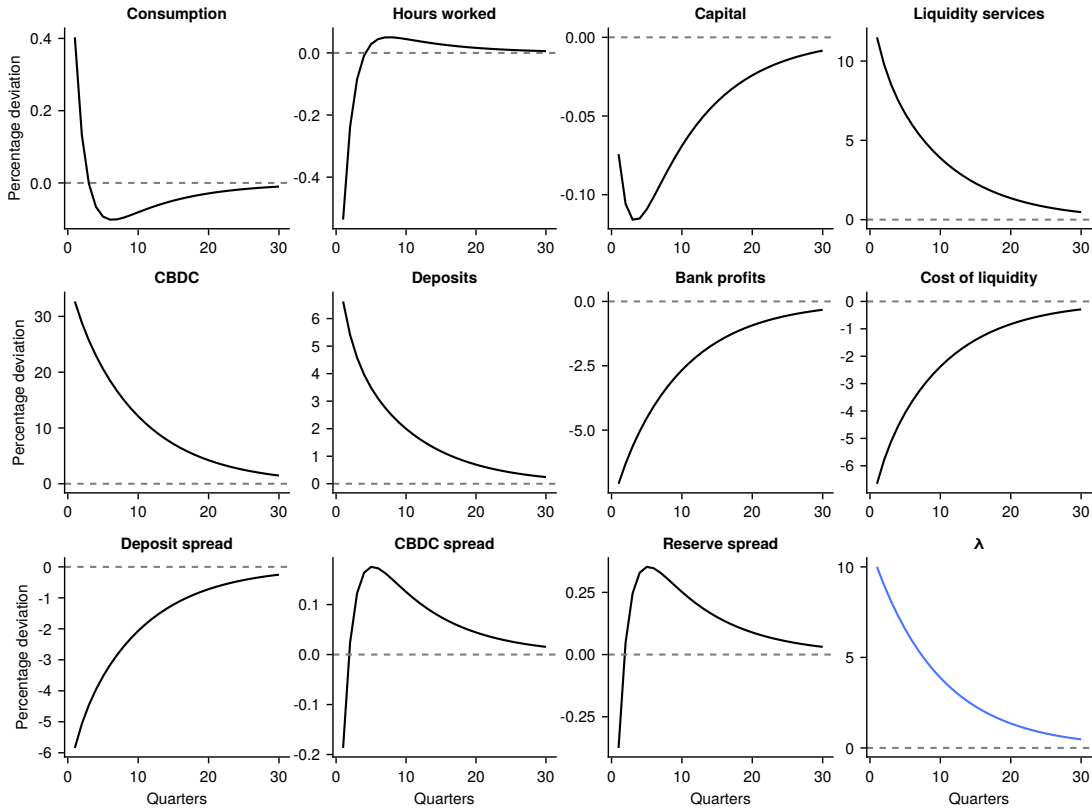 Consumption
Hours worked
Capital
Liquidity services
Percentage deviation
0.4
0.2
0.0
0 10 20 30
0.0
-0.2
-0.4
0 10 20 30
0.00
-0.05
-0.10
0 10 20 30
10
5
0
0 10 20 30
CBDC
Deposits
Bank profits
Cost of liquidity
Percentage deviation
30
20
10
0
0 10 20 30
6
5
4
3
2
1
0
0 10 20 30
0.0
-2.5
-5.0
0 10 20 30
0
-1
-2
-3
-4
-5
-6
0 10 20 30
Deposit spread
CBDC spread
Reserve spread
λ
Percentage deviation
0
-1
-2
-3
-4
-5
-6
0 10 20 30
Quarters
0.1
0.0
-0.1
-0.2
0 10 20 30
Quarters
0.25
0.00
-0.25
0 10 20 30
Quarters
10
5
0
0 10 20 30
Quarters